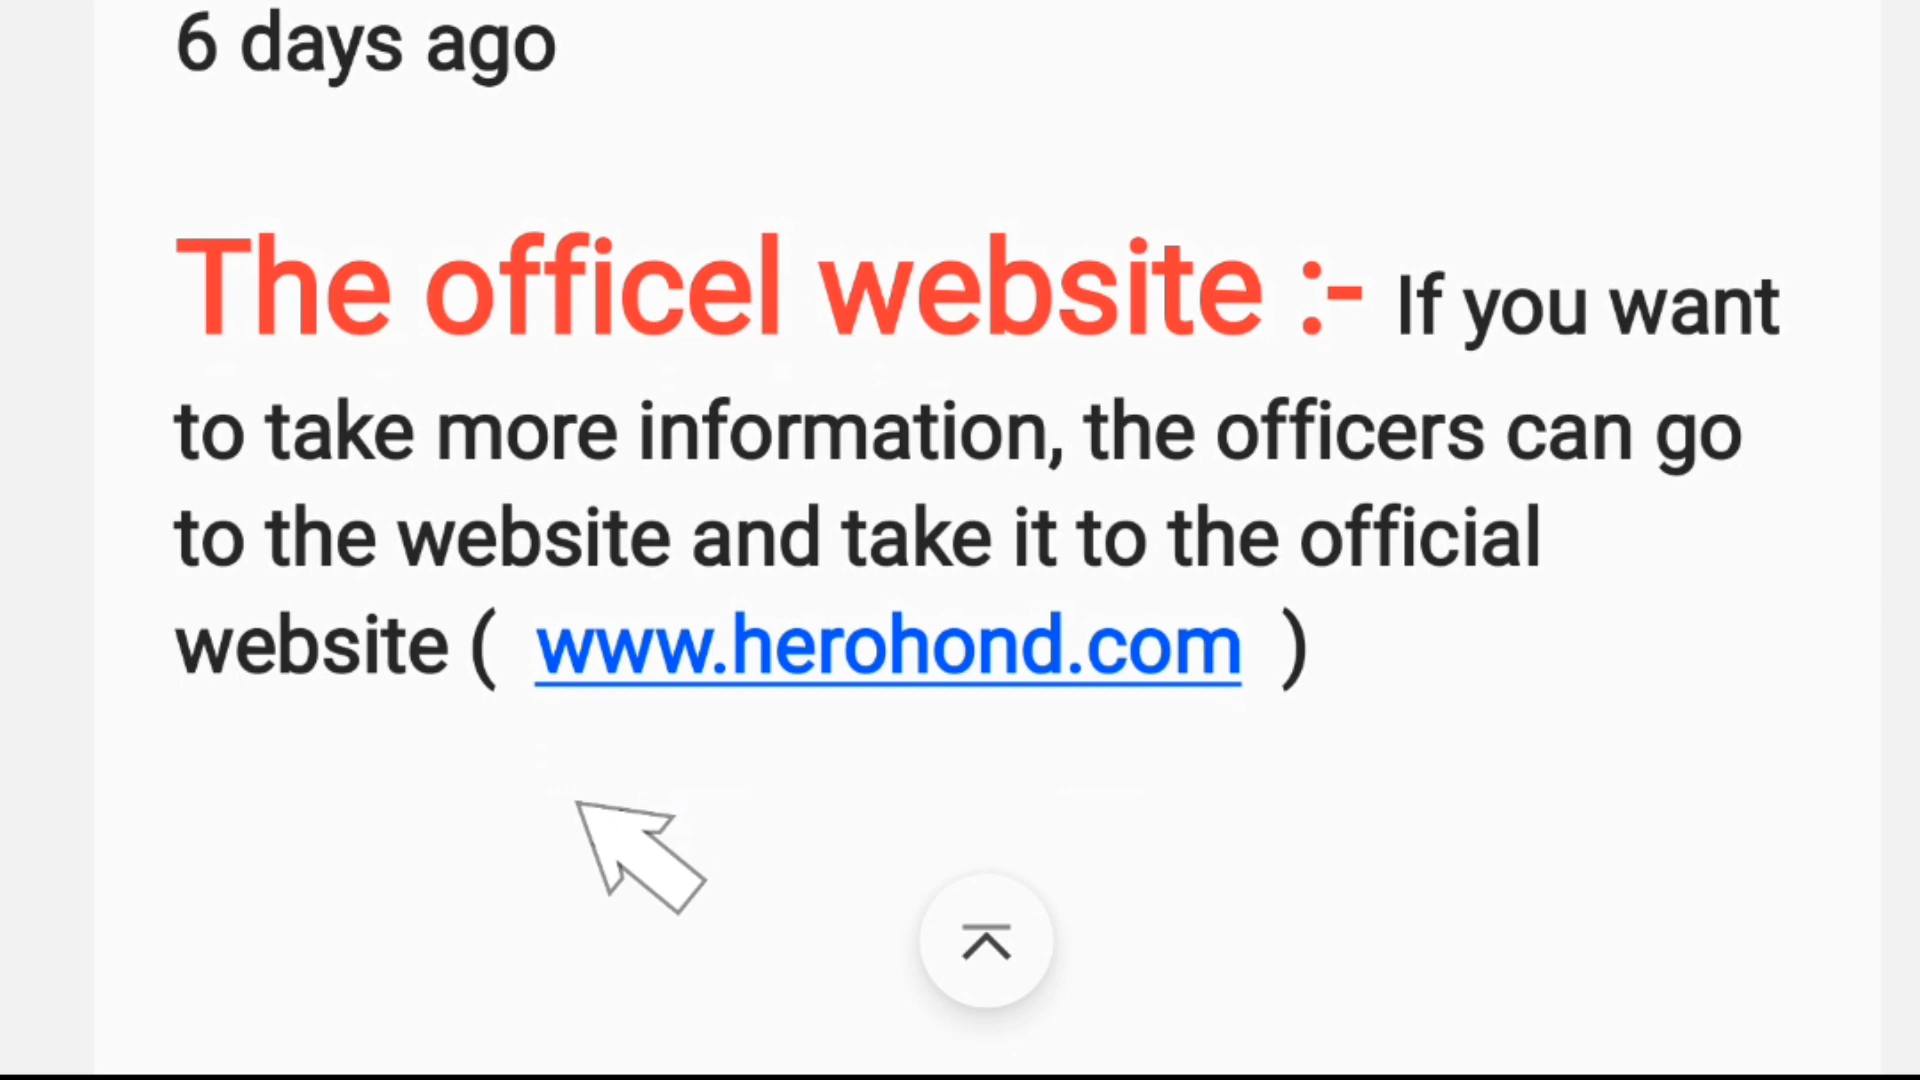 6 days ago
The officel website :- If you want
to take more information, the officers can go
to the website and take it to the official
website ( www.herohond.com )